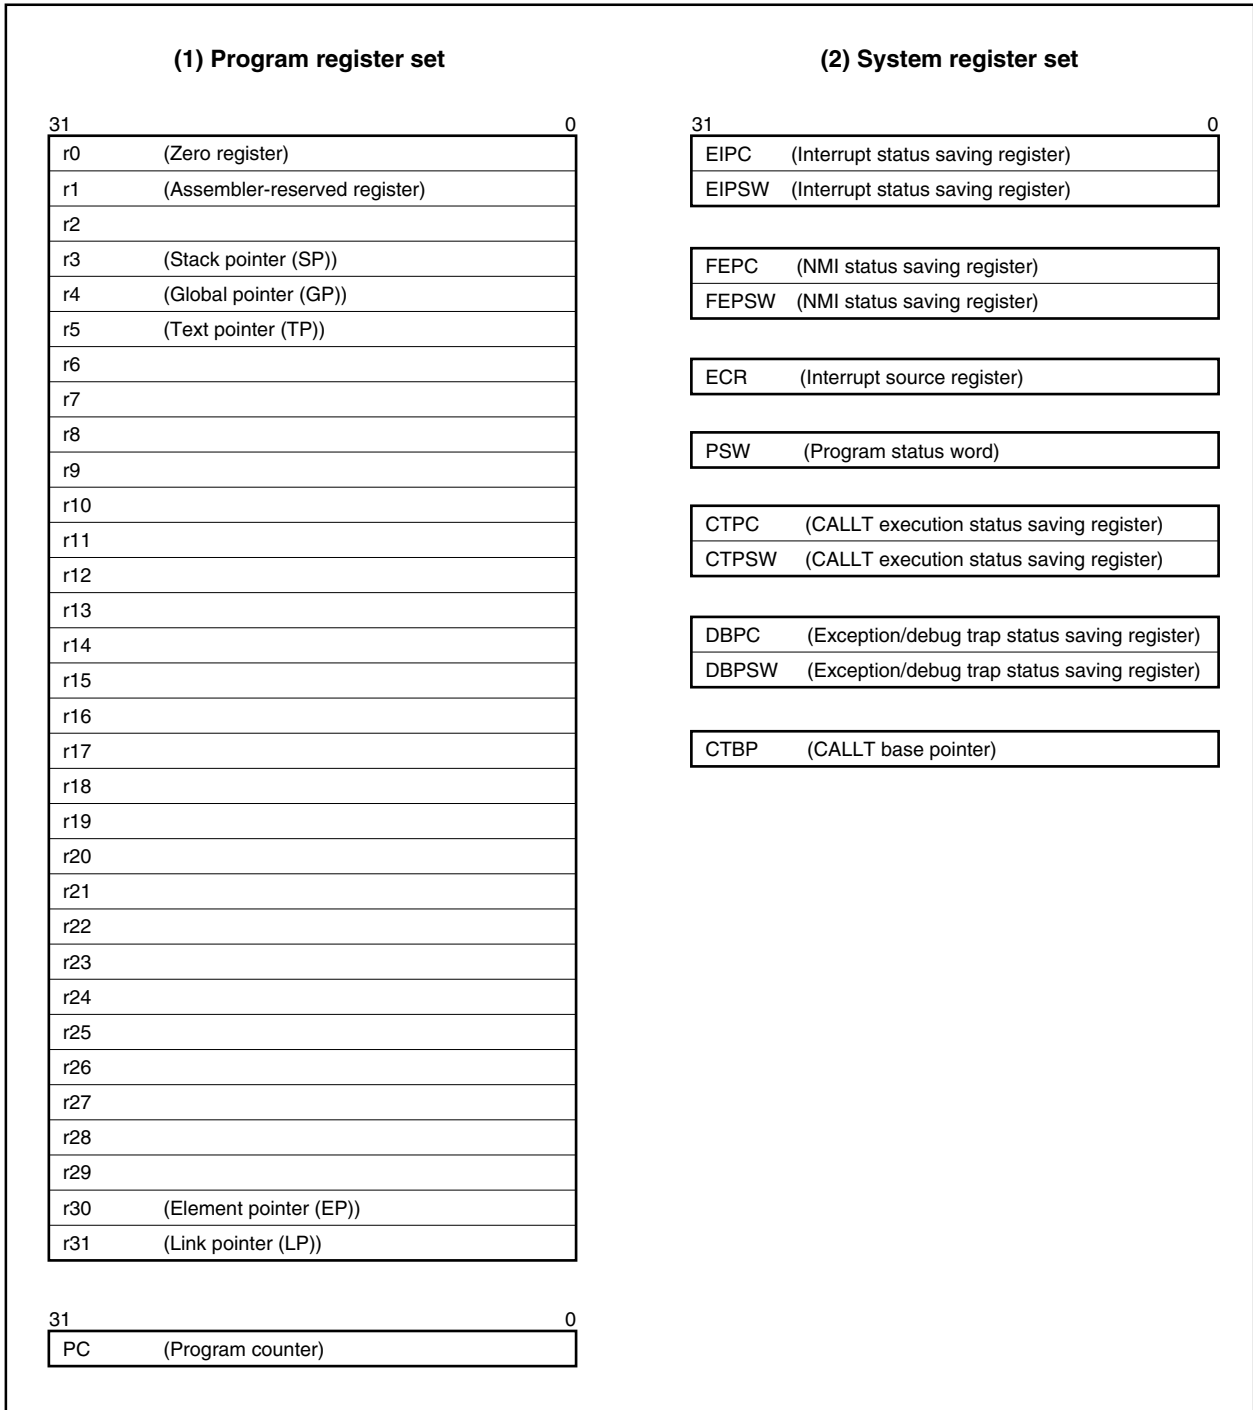 (1) Program register set
31 0
r0 (Zero register)
r1 (Assembler-reserved register)
r2
r3 (Stack pointer (SP))
r4 (Global pointer (GP))
r5 (Text pointer (TP))
r6
r7
r8
r9
r10
r11
r12
r13
r14
r15
r16
r17
r18
r19
r20
r21
r22
r23
r24
r25
r26
r27
r28
r29
r30 (Element pointer (EP))
r31 (Link pointer (LP))
31 0
PC (Program counter)
(2) System register set
31 0
EIPC (Interrupt status saving register)
EIPSW (Interrupt status saving register)
FEPC (NMI status saving register)
FEPSW (NMI status saving register)
ECR (Interrupt source register)
PSW (Program status word)
CTPC (CALLT execution status saving register)
CTPSW (CALLT execution status saving register)
DBPC (Exception/debug trap status saving register)
DBPSW (Exception/debug trap status saving register)
CTBP (CALLT base pointer)